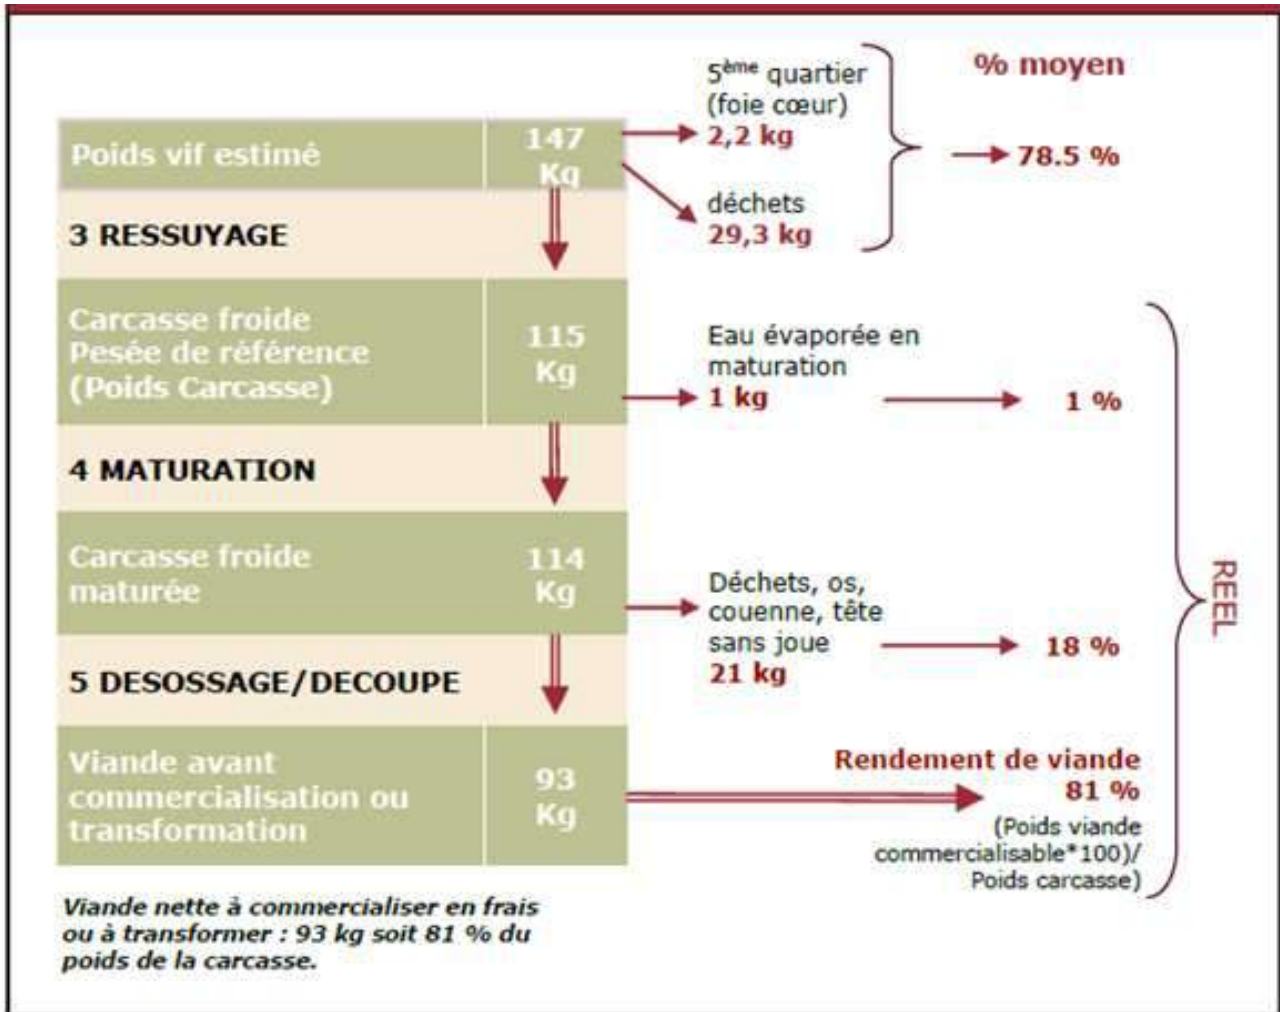 % moyen
5ème quartier
(foie cœur)
2,2 kg
Poids vif estimé
147
Kg
78.5 %
déchets
29,3 kg
3 RESSUYAGE
Carcasse froide
Pesée de référence
(Poids Carcasse)
115
Kg
Eau évaporée en
maturation
1 kg
1 %
4 MATURATION
Carcasse froide
maturée
114
Kg
Déchets, os,
couenne, tête
sans joue
21 kg
18 %
REEL
5 DESOSSAGE/DECOUPE
Viande avant
commercialisation ou
transformation
93
Kg
Rendement de viande
81 %
(Poids viande
commercialisable*100)/
Poids carcasse)
Viande nette à commercialiser en frais
ou à transformer : 93 kg soit 81 % du
poids de la carcasse.